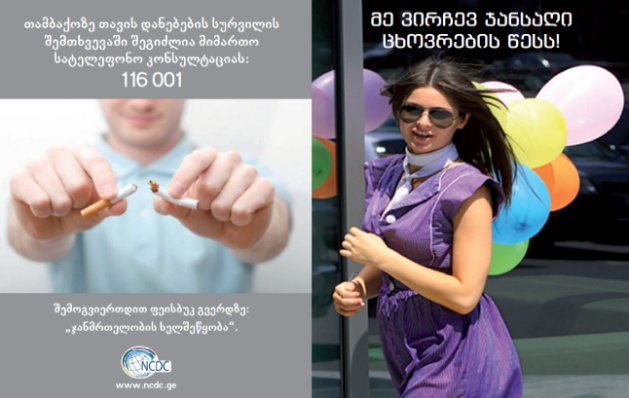 თამბაქოზე თავის დანებების სურვილის
შემთხვევაში შეგიძლია მიმართო
სატელეფონო კონსულტაციას:
116 001
შემოგვიერთდით ფეისბუკ გვერდზე:
„ჯანმრთელობის ხელშეწყობა“.
NCDC
www.ncdc.ge
მე ვირჩევ ჯანსაღი
ცხოვრების წესს!